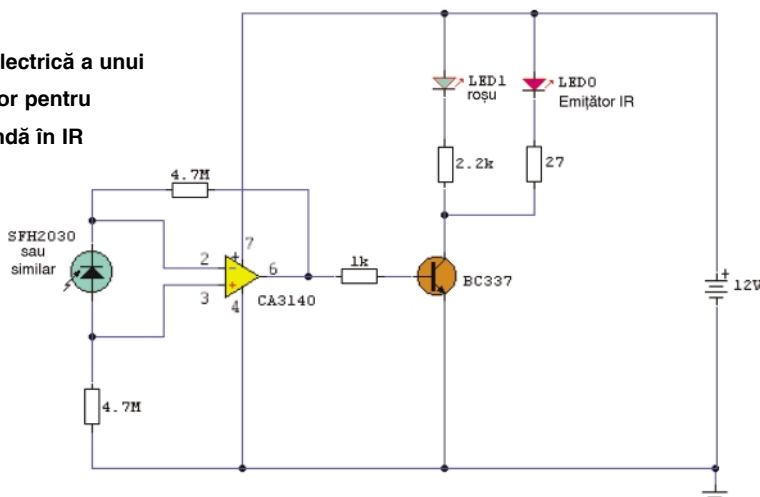 lectrică a unui
or pentru
ndă în IR
LED1
roșu
LED0
Emițător IR
4.7M
2.2k
27
SFH2030
sau
similar
7
2
6
1k
3
4
CA3140
BC337
12V
4.7M